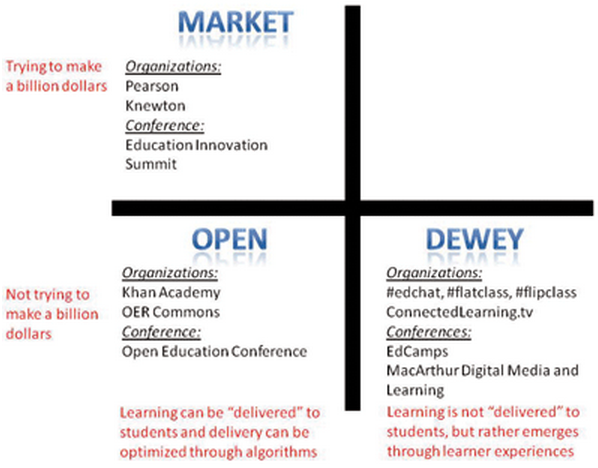 MARKET
Trying to make
a billion dollars
Organizations:
Pearson
Knewton
Conference:
Education Innovation
Summit
OPEN
Organizations:
Khan Academy
OER Commons
Conference:
Open Education Conference
DEWEY
Organizations:
#edchat, #flatclass, #flipclass
ConnectedLearning.tv
Conferences:
EdCamps
MacArthur Digital Media and
Learning
Not trying to
make a billion
dollars
Learning can be “delivered” to
students and delivery can be
optimized through algorithms
Learning is not “delivered” to
students, but rather emerges
through learner experiences